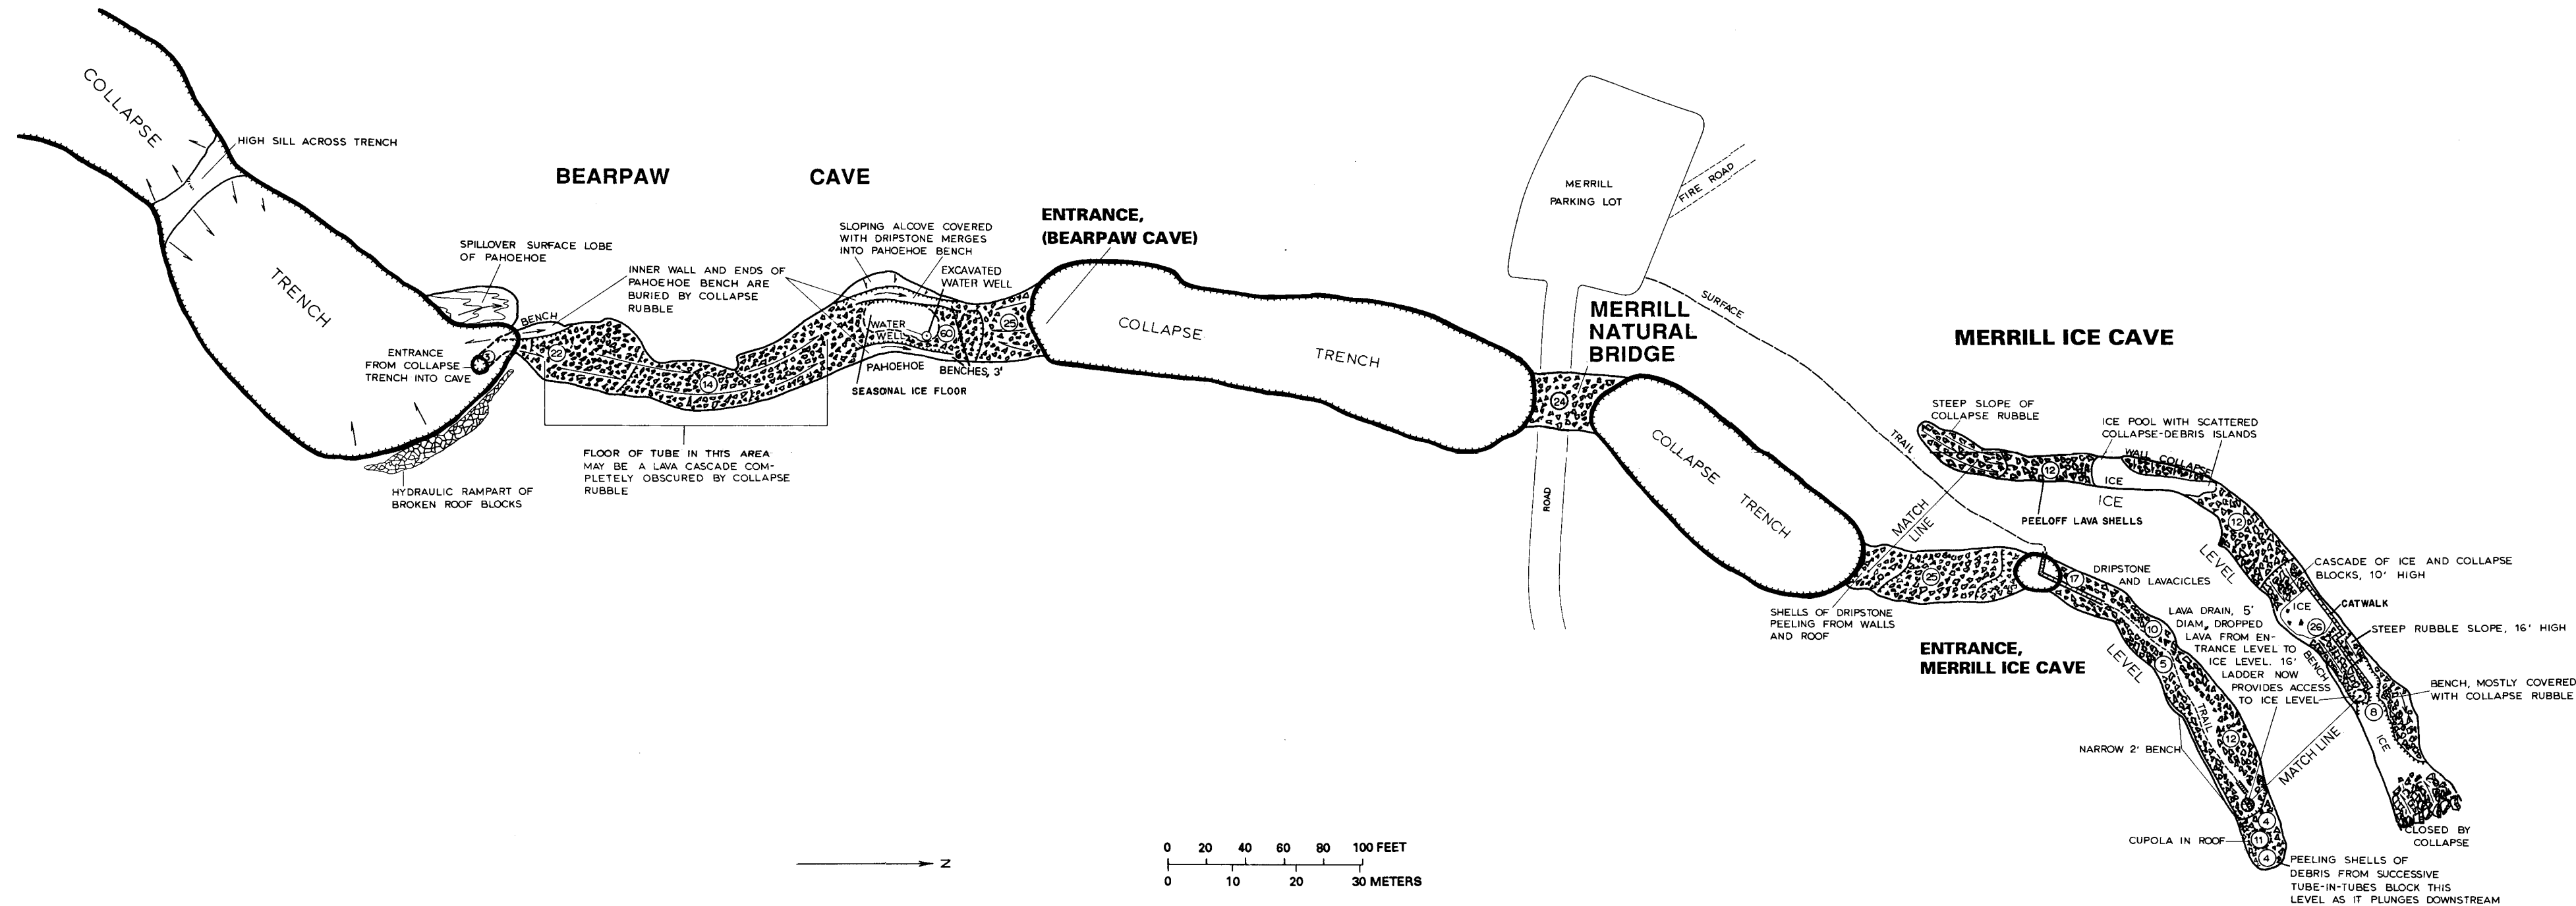 COLLAPSE
TRENCH
HIGH SILL ACROSS TRENCH
BEARPAW CAVE
SPILLOVER SURFACE LOBE
OF PAHOEHOE
INNER WALL AND ENDS OF
PAHOEHOE BENCH ARE
BURIED BY COLLAPSE
RUBBLE
SLOPING ALCOVE COVERED
WITH DRIPSTONE MERGES
INTO PAHOEHOE BENCH
EXCAVATED
WATER WELL
ENTRANCE,
(BEARPAW CAVE)
BENCH
ENTRANCE
FROM COLLAPSE
TRENCH INTO CAVE
22
14
WATER
WELL
60
25
PAHOEHOE
BENCHES, 3'
SEASONAL ICE FLOOR
FLOOR OF TUBE IN THIS AREA
MAY BE A LAVA CASCADE COM-
PLETELY OBSCURED BY COLLAPSE
RUBBLE
HYDRAULIC RAMPART OF
BROKEN ROOF BLOCKS
COLLAPSE
TRENCH
MERRILL
PARKING LOT
FIRE ROAD
MERRILL
NATURAL
BRIDGE
24
ROAD
SURFACE
TRAIL
COLLAPSE
TRENCH
MERRILL ICE CAVE
STEEP SLOPE OF
COLLAPSE RUBBLE
ICE POOL WITH SCATTERED
COLLAPSE-DEBRIS ISLANDS
WALL COLLAPSE
12
ICE
ICE
LEVEL
PEELOFF LAVA SHELLS
MATCH
LINE
12
CASCADE OF ICE AND COLLAPSE
BLOCKS, 10' HIGH
ICE
CATWALK
26
STEEP RUBBLE SLOPE, 16' HIGH
BENCH
BENCH, MOSTLY COVERED
WITH COLLAPSE RUBBLE
8
ICE
25
17
DRIPSTONE
AND LAVACICLES
SHELLS OF DRIPSTONE
PEELING FROM WALLS
AND ROOF
ENTRANCE,
MERRILL ICE CAVE
LAVA DRAIN, 5'
DIAM, DROPPED
LAVA FROM EN-
TRANCE LEVEL TO
ICE LEVEL. 16'
LADDER NOW
PROVIDES ACCESS
TO ICE LEVEL
10
LEVEL
5
TRAIL
12
NARROW 2' BENCH
MATCH LINE
4
CUPOLA IN ROOF
11
4
CLOSED BY
COLLAPSE
PEELING SHELLS OF
DEBRIS FROM SUCCESSIVE
TUBE-IN-TUBES BLOCK THIS
LEVEL AS IT PLUNGES DOWNSTREAM
N
0 20 40 60 80 100 FEET
0 10 20 30 METERS